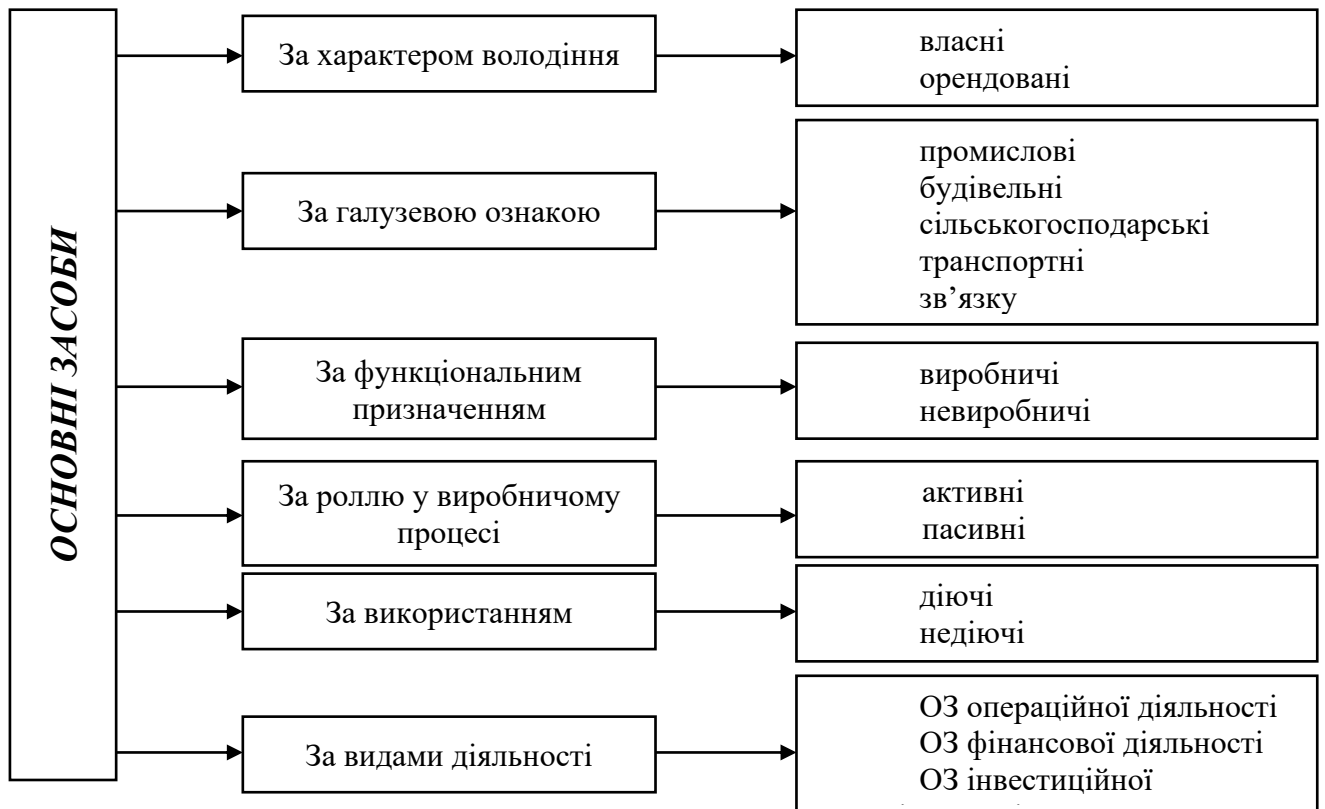 ОСНОВНІ ЗАСОБИ
За характером володіння
власні
орендовані
За галузевою ознакою
промислові
будівельні
сільськогосподарські
транспортні
зв’язку
За функціональним
призначенням
виробничі
невиробничі
За роллю у виробничому
процесі
активні
пасивні
За використанням
діючі
недіючі
За видами діяльності
ОЗ операційної діяльності
ОЗ фінансової діяльності
ОЗ інвестиційної